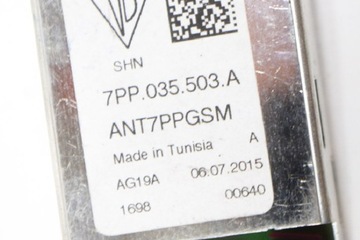 SHN
7PP.035.503.A
ANT7PPGSM
Made in Tunisia A
AG19A 06.07.2015
1698 00640